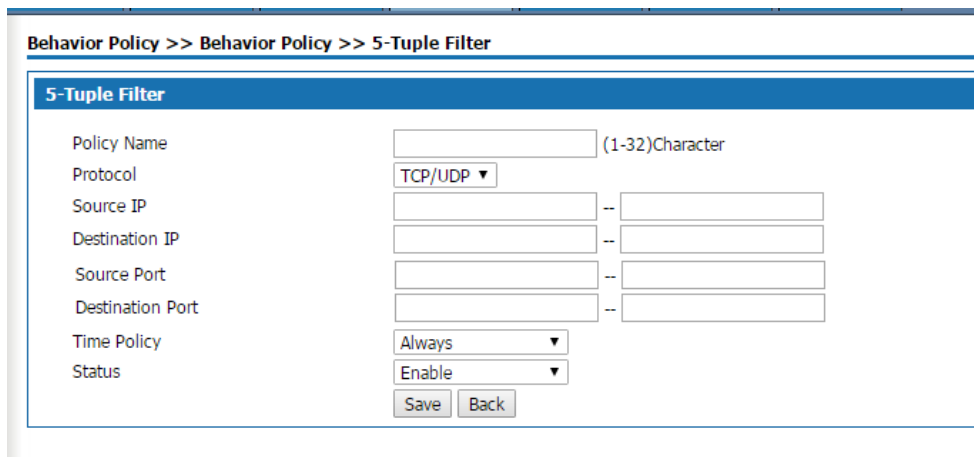 Behavior Policy >> Behavior Policy >> 5-Tuple Filter
5-Tuple Filter
Policy Name (1-32)Character
Protocol TCP/UDP ▼
Source IP --
Destination IP --
Source Port --
Destination Port --
Time Policy Always ▼
Status Enable ▼
Save Back